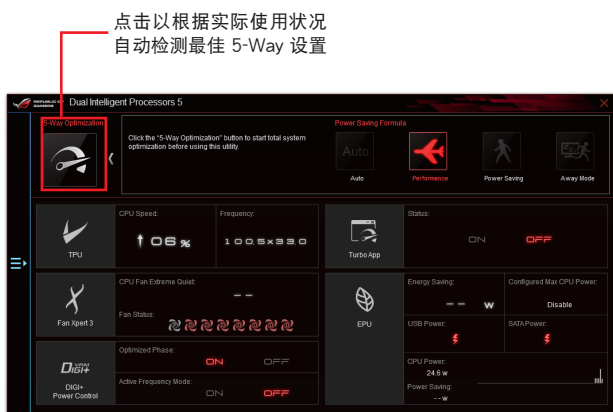 点击以根据实际使用状况
自动检测最佳 5-Way 设置
REPUBLIC OF
GAMERS
Dual Intelligent Processors 5
5-Way Optimization
Click the "5-Way Optimization" button to start total system
optimization before using this utility.
Power Saving Formula
Auto
Auto
Performance
Power Saving
Away Mode
TPU
CPU Speed:
↑ 06 %
Frequency:
100.5x33.0
Turbo App
Status:
ON OFF
Fan Xpert 3
CPU Fan Extreme Quiet:
--
Fan Status:
EPU
Energy Saving:
-- w
Configured Max CPU Power:
Disable
USB Power:
SATA Power:
DIGI+ VRM
DIGI+
Power Control
Optimized Phase:
ON OFF
Active Frequency Mode:
ON OFF
CPU Power:
24.6 w
Power Saving:
-- w